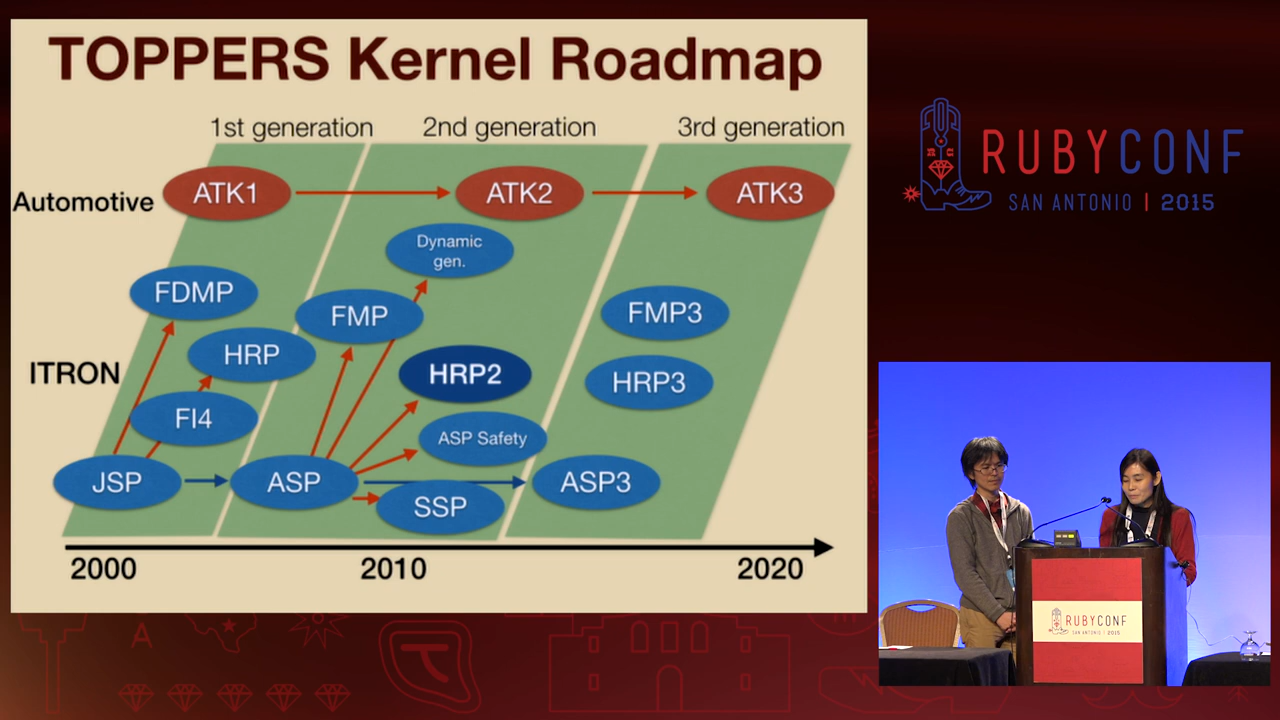 TOPPERS Kernel Roadmap
1st generation
2nd generation
3rd generation
Automotive
ATK1
ATK2
ATK3
Dynamic
gen.
FDMP
FMP
FMP3
HRP
ITRON
HRP2
HRP3
FI4
ASP Safety
JSP
ASP
SSP
ASP3
2000
2010
2020
RUBYCONF
SAN ANTONIO | 2015
RUBYCONF
SAN ANTONIO | 2015
A